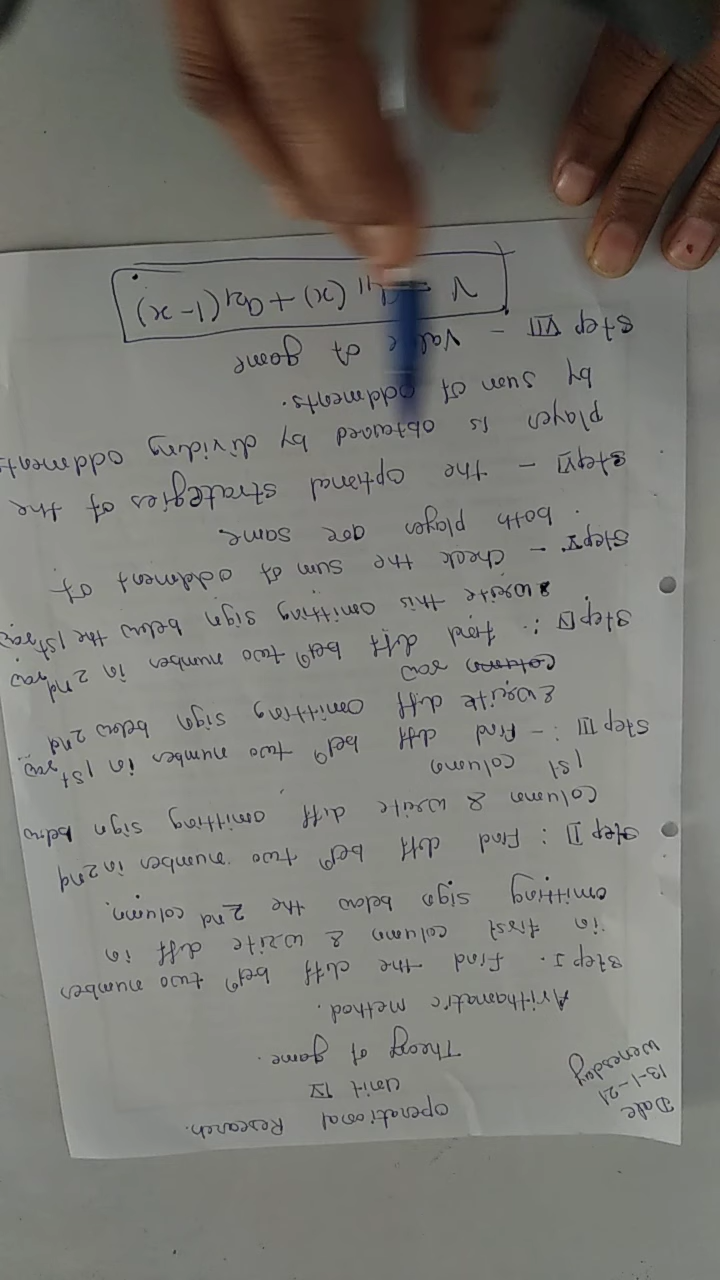 Date
13-1-21
wenesday
Operational Research.
Unit IV
Theory of game.
Arithamatic method.
Step I. Find the diff betn two number
in first column & write diff in
omitting sign below the 2nd column.
Step II : Find diff betn two number in 2nd
column & write diff, omitting sign below
1st column
Step III :- Find diff betn two number in 1st row
& write diff omitting sign below 2nd
column row
Step IV :- find diff betn two number in 2nd row
& write this omitting sign below the 1st row
Step V - check the sum of oddment of
both player are same
Step VI - the optional strategies of the
player is obtained by dividing oddments
by sum of oddments.
Step VII - Value of game
V = a11 (x) + a21 (1-x)